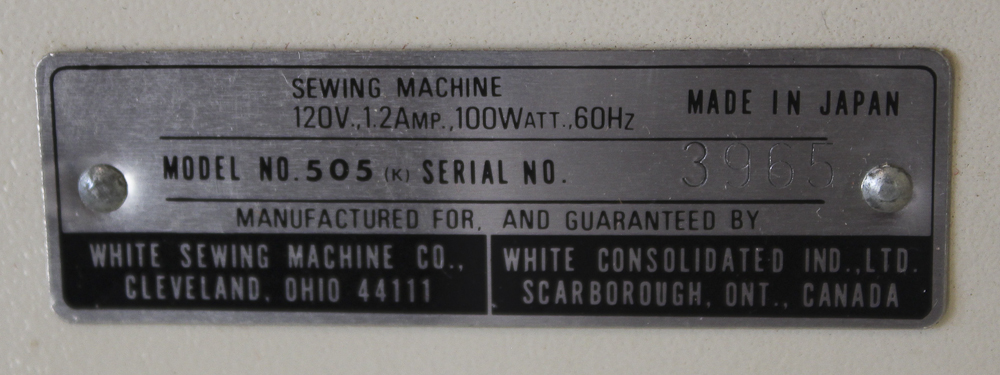 SEWING MACHINE
120V.,1.2AMP.,100WATT.,60HZ
MADE IN JAPAN
MODEL NO. 505 (K) SERIAL NO. 3965
MANUFACTURED FOR, AND GUARANTEED BY
WHITE SEWING MACHINE CO.,
CLEVELAND, OHIO 44111
WHITE CONSOLIDATED IND.,LTD.
SCARBOROUGH, ONT., CANADA